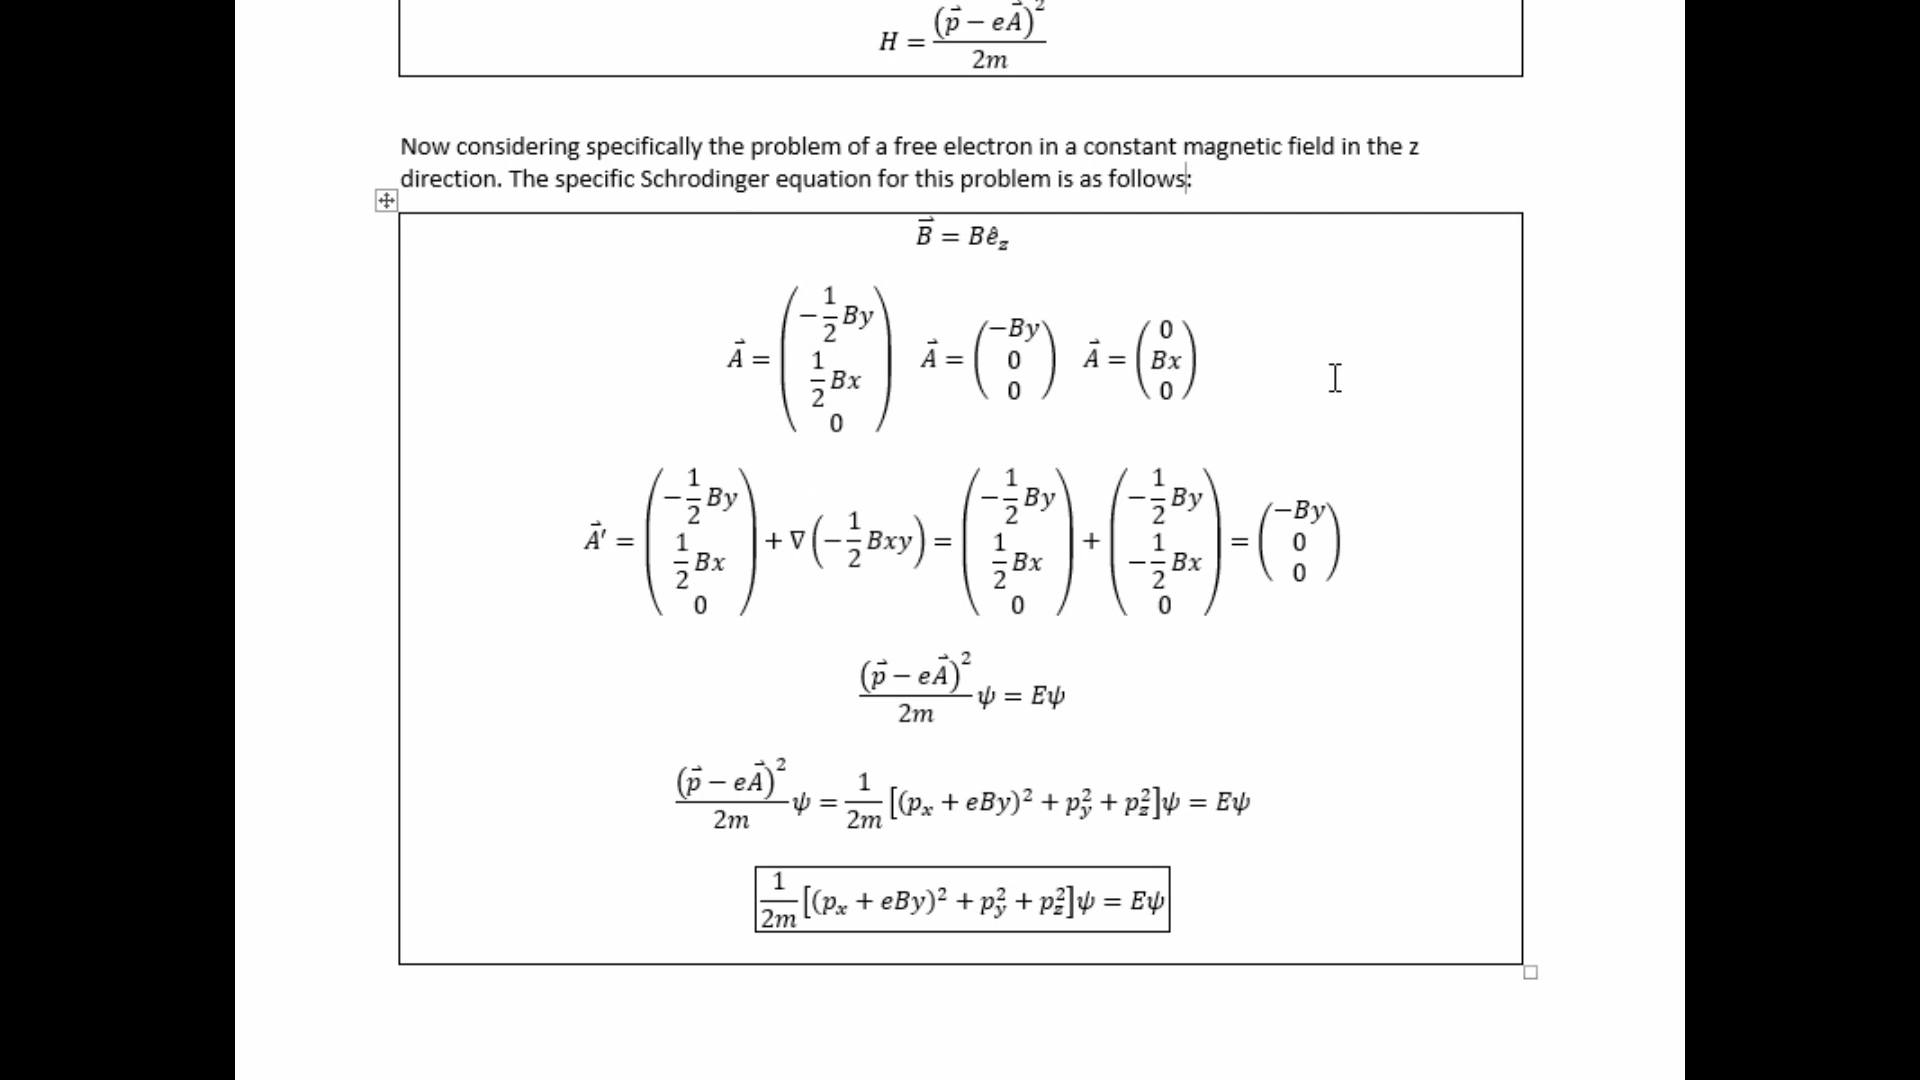 H = (p⃗ − eA⃗)² / 2m
Now considering specifically the problem of a free electron in a constant magnetic field in the z
direction. The specific Schrodinger equation for this problem is as follows:
B⃗ = Bê_z
A⃗ = (−½By, ½Bx, 0) A⃗ = (−By, 0, 0) A⃗ = (0, Bx, 0)
A⃗′ = (−½By, ½Bx, 0) + ∇(−½Bxy) = (−½By, ½Bx, 0) + (−½By, −½Bx, 0) = (−By, 0, 0)
(p⃗ − eA⃗)² / 2m ψ = Eψ
(p⃗ − eA⃗)² / 2m ψ = 1/2m [(p_x + eBy)² + p_y² + p_z²]ψ = Eψ
1/2m [(p_x + eBy)² + p_y² + p_z²]ψ = Eψ